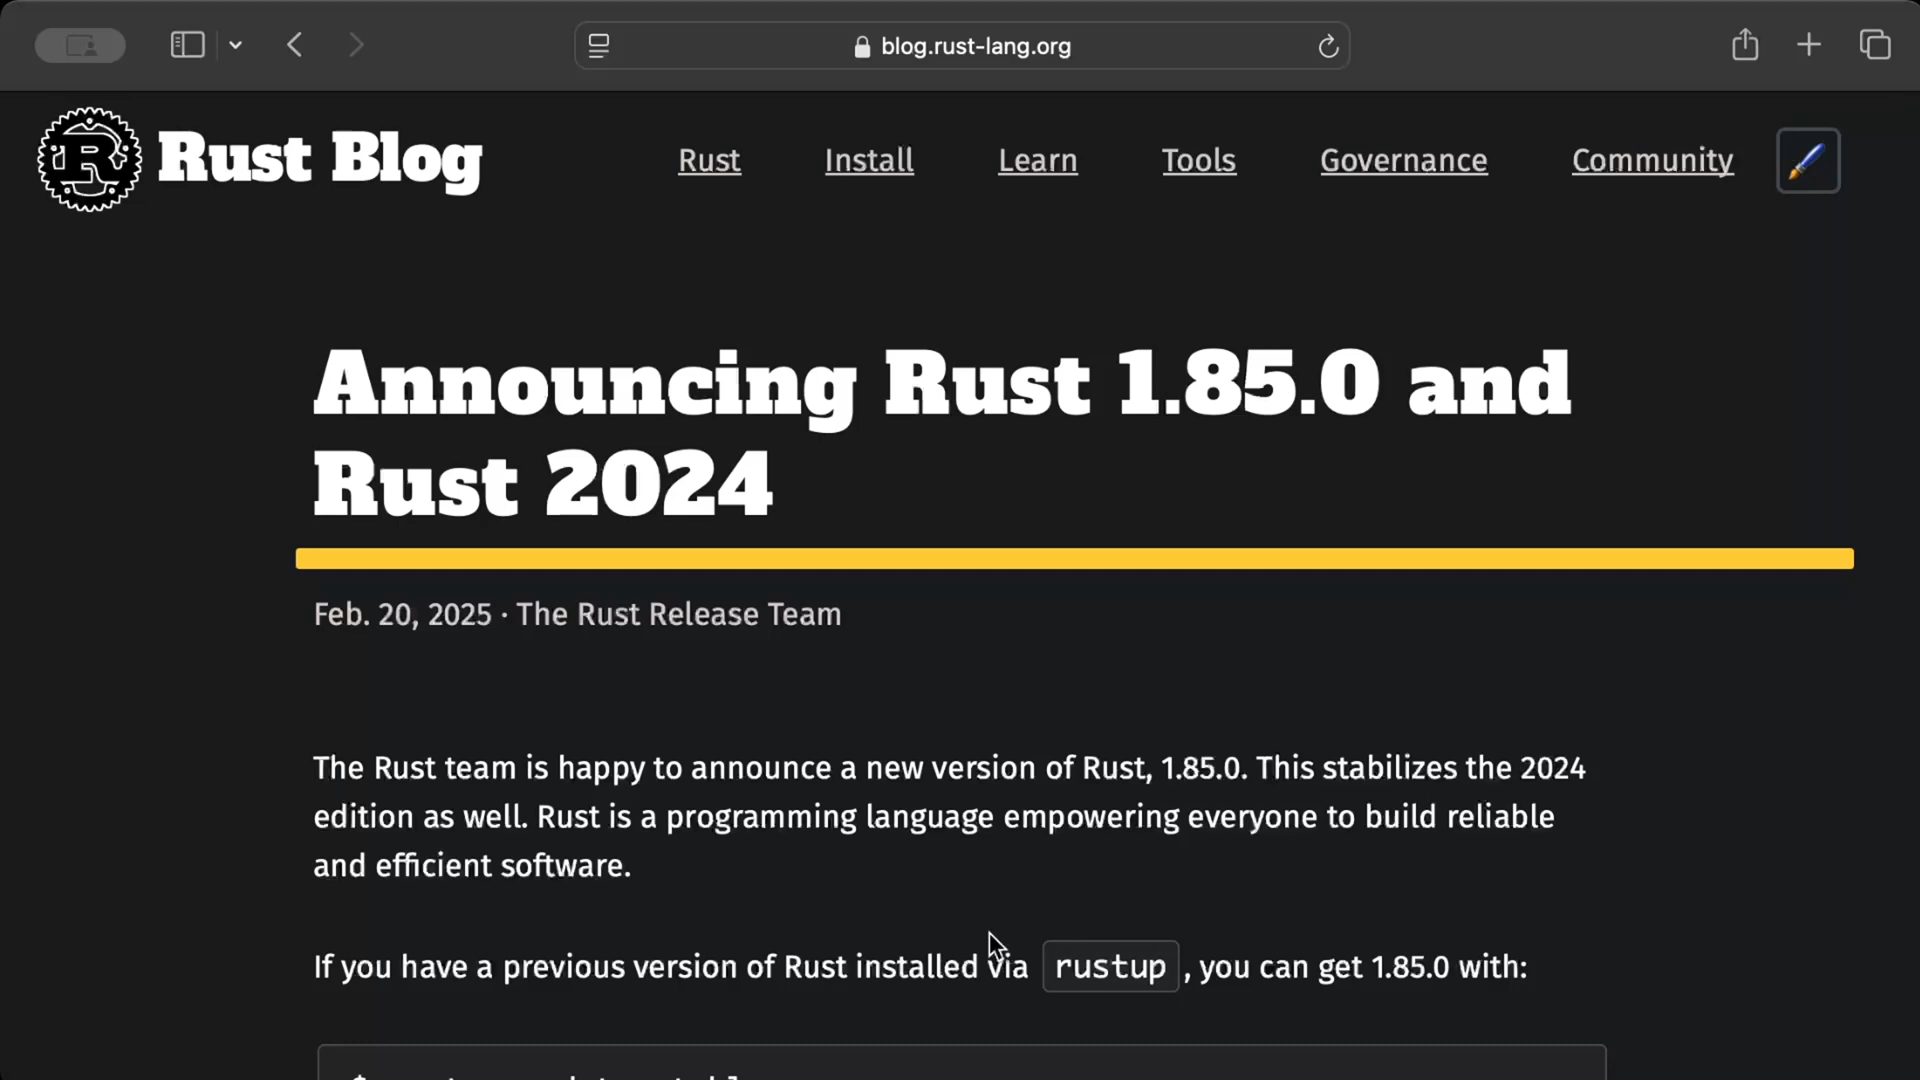 blog.rust-lang.org
Rust Blog
Rust Install Learn Tools Governance Community
Announcing Rust 1.85.0 and
Rust 2024
Feb. 20, 2025 · The Rust Release Team
The Rust team is happy to announce a new version of Rust, 1.85.0. This stabilizes the 2024
edition as well. Rust is a programming language empowering everyone to build reliable
and efficient software.
If you have a previous version of Rust installed via rustup, you can get 1.85.0 with: